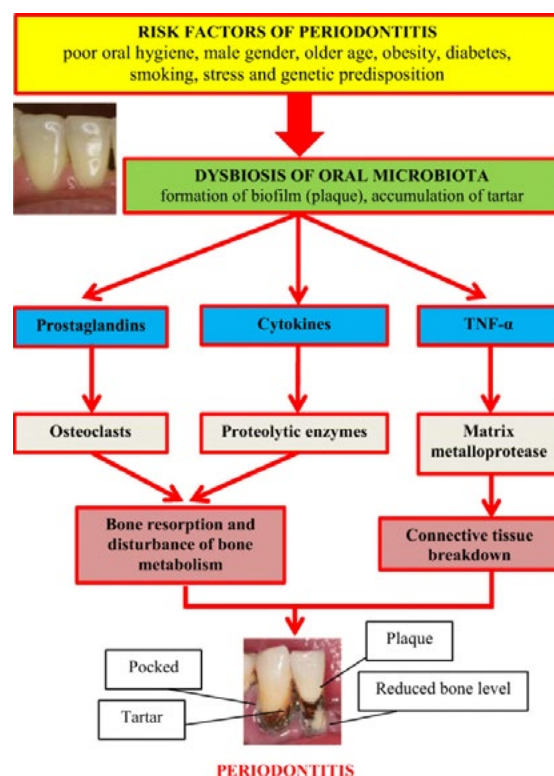 RISK FACTORS OF PERIODONTITIS
poor oral hygiene, male gender, older age, obesity, diabetes,
smoking, stress and genetic predisposition
DYSBIOSIS OF ORAL MICROBIOTA
formation of biofilm (plaque), accumulation of tartar
Prostaglandins
Cytokines
TNF-α
Osteoclasts
Proteolytic enzymes
Matrix
metalloprotease
Bone resorption and
disturbance of bone
metabolism
Connective tissue
breakdown
Plaque
Pocked
Reduced bone level
Tartar
PERIODONTITIS